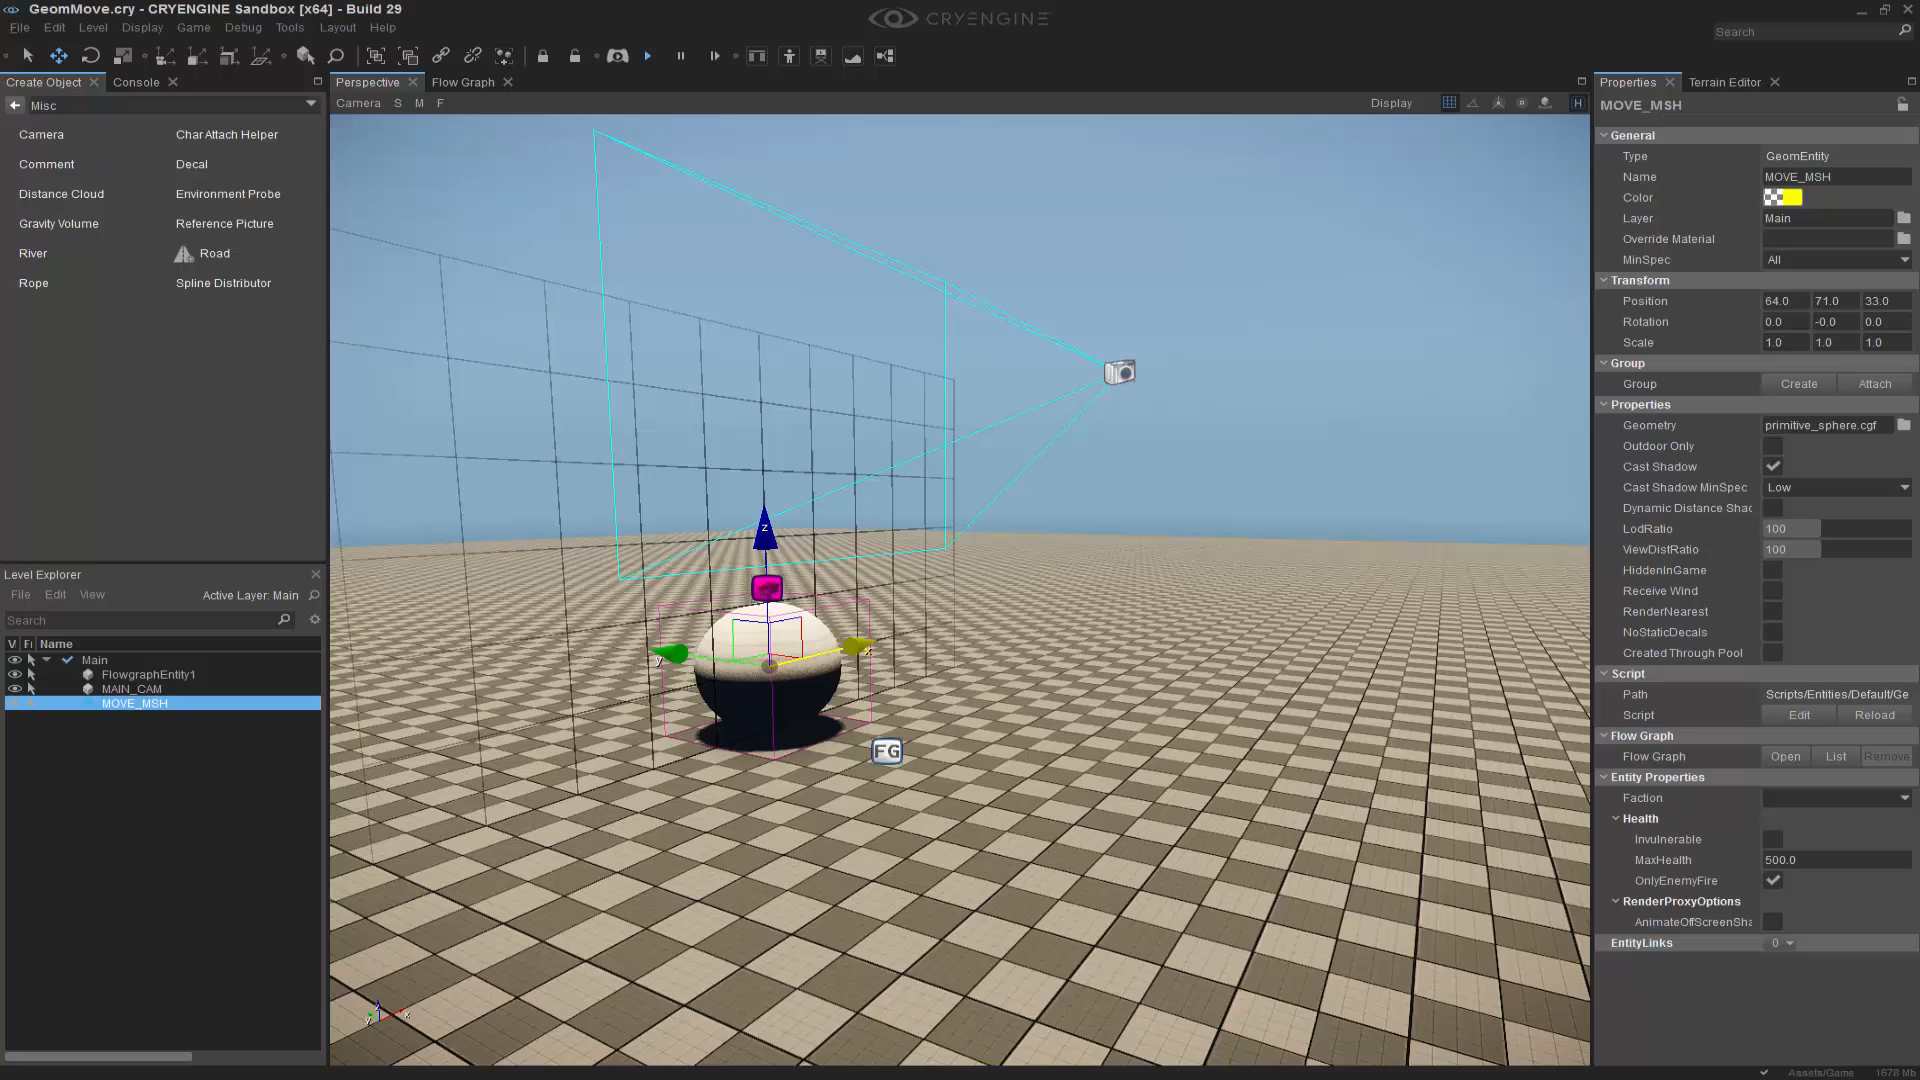 GeomMove.cry - CRYENGINE Sandbox [x64] - Build 29
CRYENGINE
File Edit Level Display Game Debug Tools Layout Help
Search
Create Object Console
Perspective Flow Graph
Properties Terrain Editor
Misc
Camera S M F Display H
MOVE_MSH
Camera Char Attach Helper
Comment Decal
Distance Cloud Environment Probe
Gravity Volume Reference Picture
River Road
Rope Spline Distributor
Level Explorer
File Edit View Active Layer: Main
Search
V Fi Name
Main
FlowgraphEntity1
MAIN_CAM
MOVE_MSH
z
y x
FG
z
y x
General
Type GeomEntity
Name MOVE_MSH
Color
Layer Main
Override Material
MinSpec All
Transform
Position 64.0 71.0 33.0
Rotation 0.0 -0.0 0.0
Scale 1.0 1.0 1.0
Group
Group Create Attach
Properties
Geometry primitive_sphere.cgf
Outdoor Only
Cast Shadow
Cast Shadow MinSpec Low
Dynamic Distance Shac
LodRatio 100
ViewDistRatio 100
HiddenInGame
Receive Wind
RenderNearest
NoStaticDecals
Created Through Pool
Script
Path Scripts/Entities/Default/Ge
Script Edit Reload
Flow Graph
Flow Graph Open List Remove
Entity Properties
Faction
Health
Invulnerable
MaxHealth 500.0
OnlyEnemyFire
RenderProxyOptions
AnimateOffScreenSha
EntityLinks 0
Assets/Game 1678 Mb